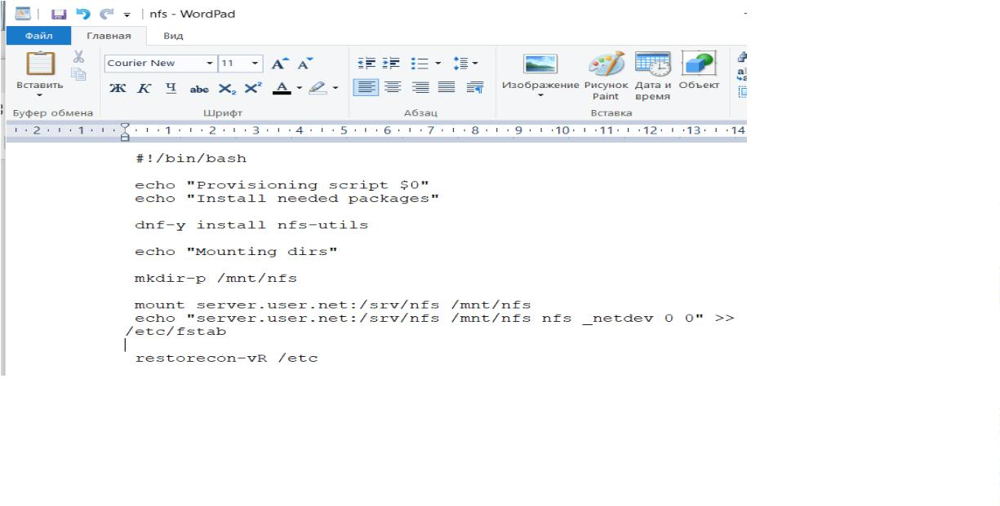 nfs - WordPad
Файл Главная Вид
Courier New 11
Вставить
Ж К Ч abc X₂ X² A
Изображение Рисунок Paint Дата и время Объект
Буфер обмена Шрифт Абзац Вставка
2 1 1 2 3 4 5 6 7 8 9 10 11 12 13 14
#!/bin/bash
echo "Provisioning script $0"
echo "Install needed packages"
dnf-y install nfs-utils
echo "Mounting dirs"
mkdir-p /mnt/nfs
mount server.user.net:/srv/nfs /mnt/nfs
echo "server.user.net:/srv/nfs /mnt/nfs nfs _netdev 0 0" >>
/etc/fstab
restorecon-vR /etc